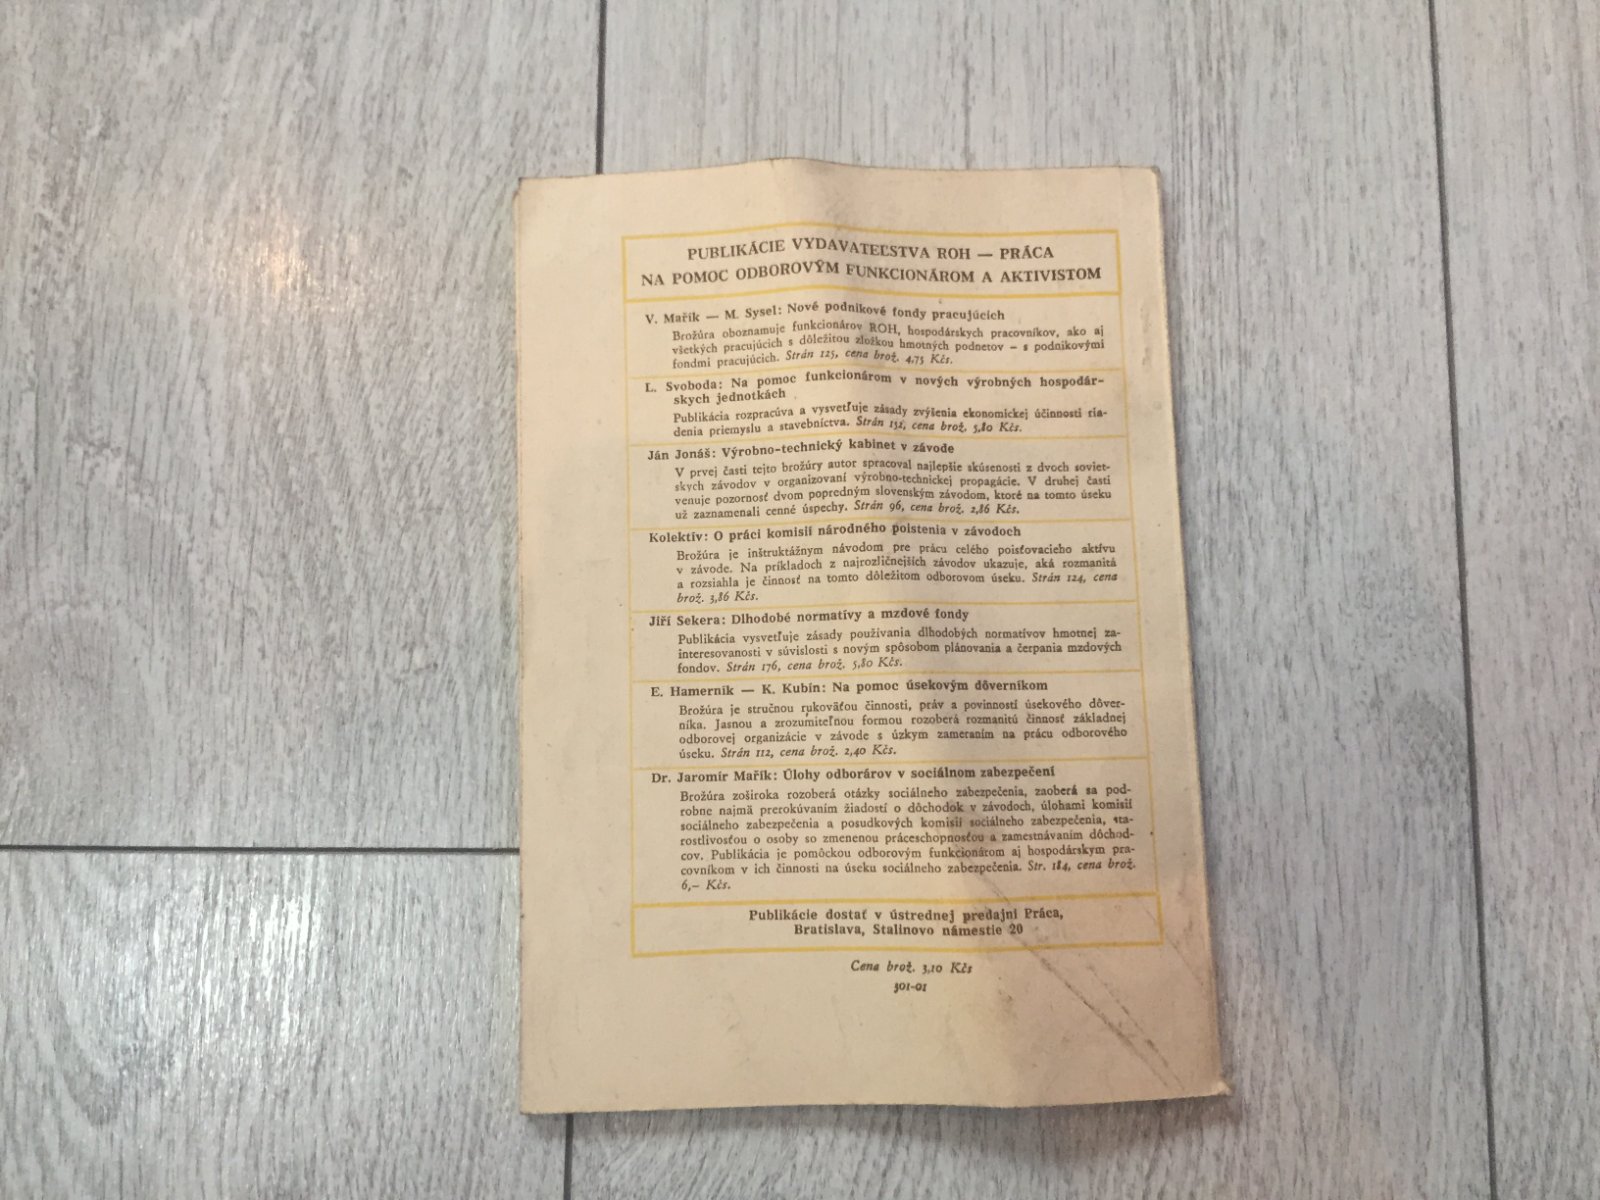 PUBLIKÁCIE VYDAVATEĽSTVA ROH — PRÁCA
NA POMOC ODBOROVÝM FUNKCIONÁROM A AKTIVISTOM
V. Mařík — M. Sysel: Nové podnikové fondy pracujúcich
Brožúra oboznamuje funkcionárov ROH, hospodárskych pracovníkov, ako aj
všetkých pracujúcich s dôležitou zložkou hmotných podnetov – s podnikovými
fondmi pracujúcich. Strán 125, cena brož. 4,75 Kčs.
L. Svoboda: Na pomoc funkcionárom v nových výrobných hospodár-
skych jednotkách
Publikácia rozpracúva a vysvetľuje zásady zvýšenia ekonomickej účinnosti ria-
denia priemyslu a stavebníctva. Strán 152, cena brož. 5,80 Kčs.
Ján Jonáš: Výrobno-technický kabinet v závode
V prvej časti tejto brožúry autor spracoval najlepšie skúsenosti z dvoch soviet-
skych závodov v organizovaní výrobno-technickej propagácie. V druhej časti
venuje pozornosť dvom popredným slovenským závodom, ktoré na tomto úseku
už zaznamenali cenné úspechy. Strán 96, cena brož. 2,86 Kčs.
Kolektív: O práci komisií národného poistenia v závodoch
Brožúra je inštruktážnym návodom pre prácu celého poisťovacieho aktívu
v závode. Na príkladoch z najrozličnejších závodov ukazuje, aká rozmanitá
a rozsiahla je činnosť na tomto dôležitom odborovom úseku. Strán 124, cena
brož. 3,86 Kčs.
Jiří Sekera: Dlhodobé normatívy a mzdové fondy
Publikácia vysvetľuje zásady používania dlhodobých normatívov hmotnej za-
interesovanosti v súvislosti s novým spôsobom plánovania a čerpania mzdových
fondov. Strán 176, cena brož. 5,80 Kčs.
E. Hamerník — K. Kubín: Na pomoc úsekovým dôverníkom
Brožúra je stručnou rukoväťou činnosti, práv a povinností úsekového dôver-
níka. Jasnou a zrozumiteľnou formou rozoberá rozmanitú činnosť základnej
odborovej organizácie v závode s úzkym zameraním na prácu odborového
úseku. Strán 112, cena brož. 2,40 Kčs.
Dr. Jaromír Mařík: Úlohy odborárov v sociálnom zabezpečení
Brožúra zoširoka rozoberá otázky sociálneho zabezpečenia, zaoberá sa pod-
robne najmä prerokúvaním žiadostí o dôchodok v závodoch, úlohami komisií
sociálneho zabezpečenia a posudkových komisií sociálneho zabezpečenia, sta-
rostlivosťou o osoby so zmenenou práceschopnosťou a zamestnávaním dôchod-
cov. Publikácia je pomôckou odborovým funkcionárom aj hospodárskym pra-
covníkom v ich činnosti na úseku sociálneho zabezpečenia. Str. 184, cena brož.
6,– Kčs.
Publikácie dostať v ústrednej predajni Práca,
Bratislava, Stalinovo námestie 20
Cena brož. 3,10 Kčs
301-01